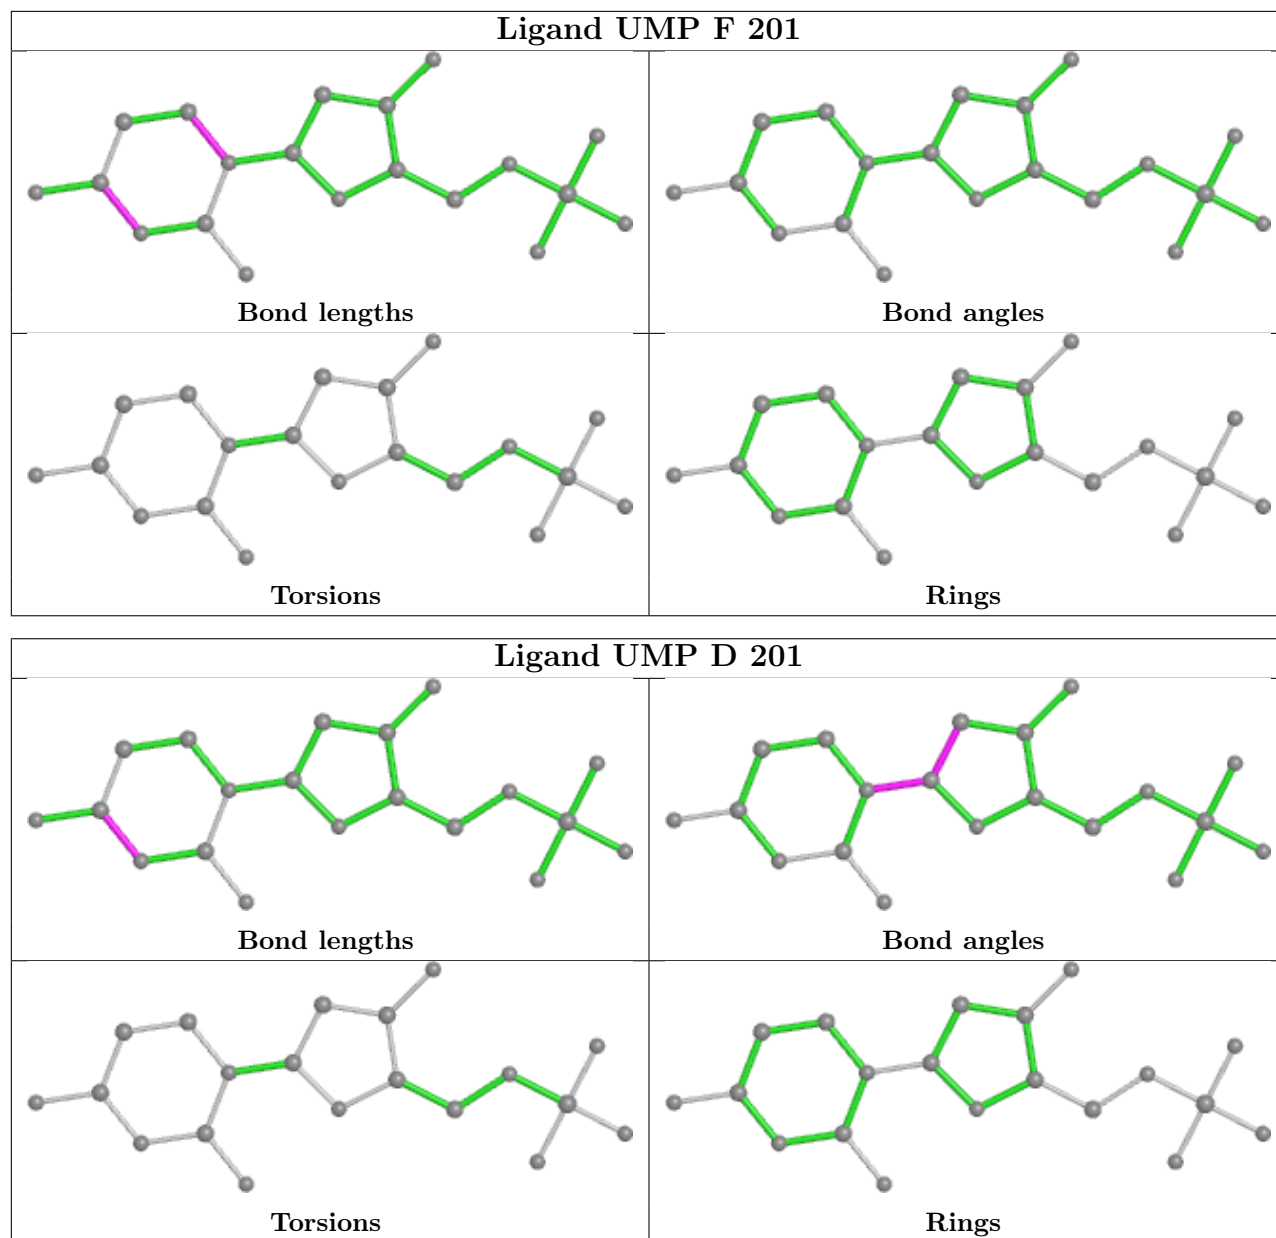 Ligand UMP F 201
Bond lengths
Bond angles
Torsions
Rings
Ligand UMP D 201
Bond lengths
Bond angles
Torsions
Rings